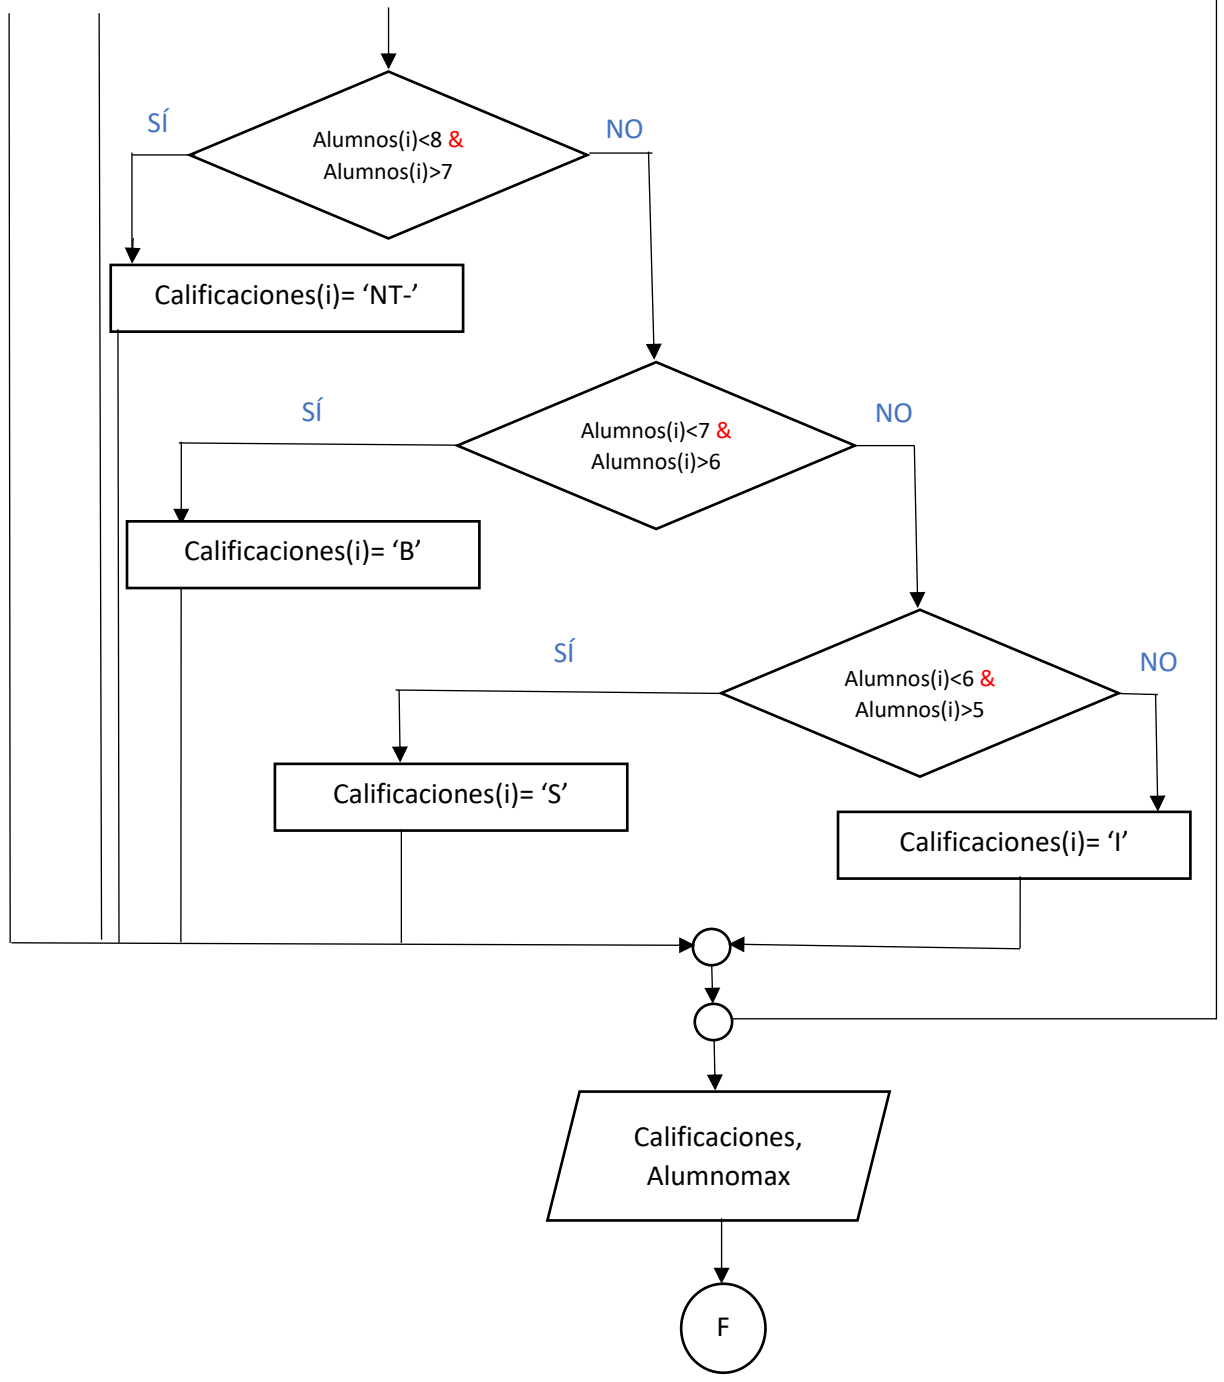 SÍ
NO
Alumnos(i)<8 &
Alumnos(i)>7
Calificaciones(i)= ‘NT-’
SÍ
NO
Alumnos(i)<7 &
Alumnos(i)>6
Calificaciones(i)= ‘B’
SÍ
NO
Alumnos(i)<6 &
Alumnos(i)>5
Calificaciones(i)= ‘S’
Calificaciones(i)= ‘I’
Calificaciones,
Alumnomax
F